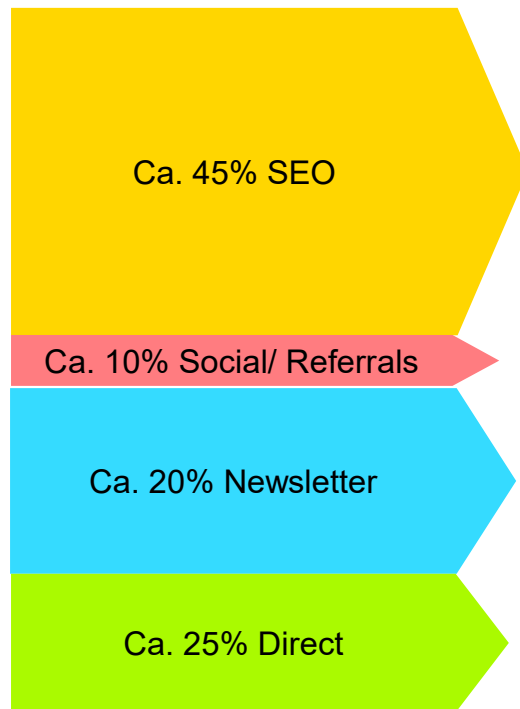 Ca. 45% SEO
Ca. 10% Social/ Referrals
Ca. 20% Newsletter
Ca. 25% Direct